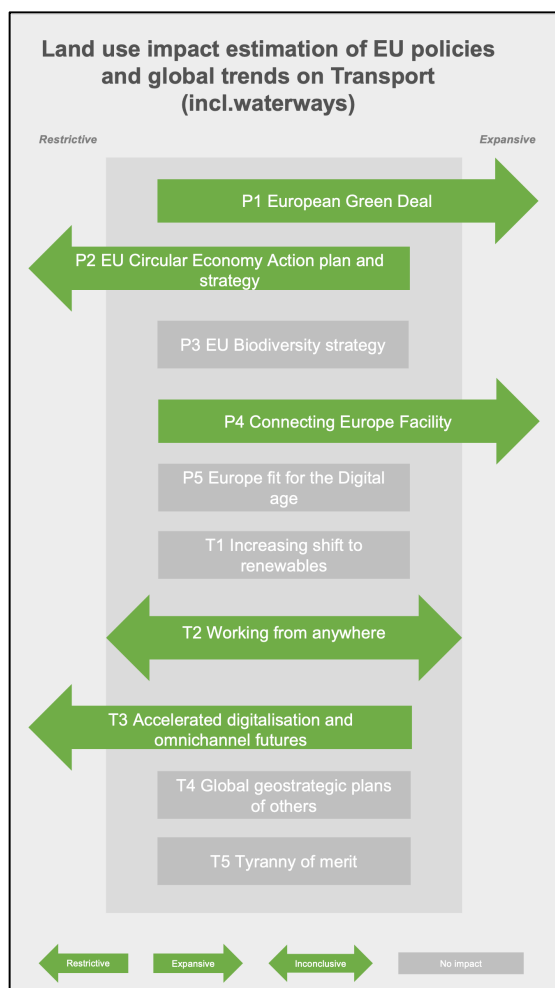 Land use impact estimation of EU policies
and global trends on Transport
(incl.waterways)
Restrictive
Expansive
P1 European Green Deal
P2 EU Circular Economy Action plan and
strategy
P3 EU Biodiversity strategy
P4 Connecting Europe Facility
P5 Europe fit for the Digital
age
T1 Increasing shift to
renewables
T2 Working from anywhere
T3 Accelerated digitalisation and
omnichannel futures
T4 Global geostrategic plans
of others
T5 Tyranny of merit
Restrictive
Expansive
Inconclusive
No impact